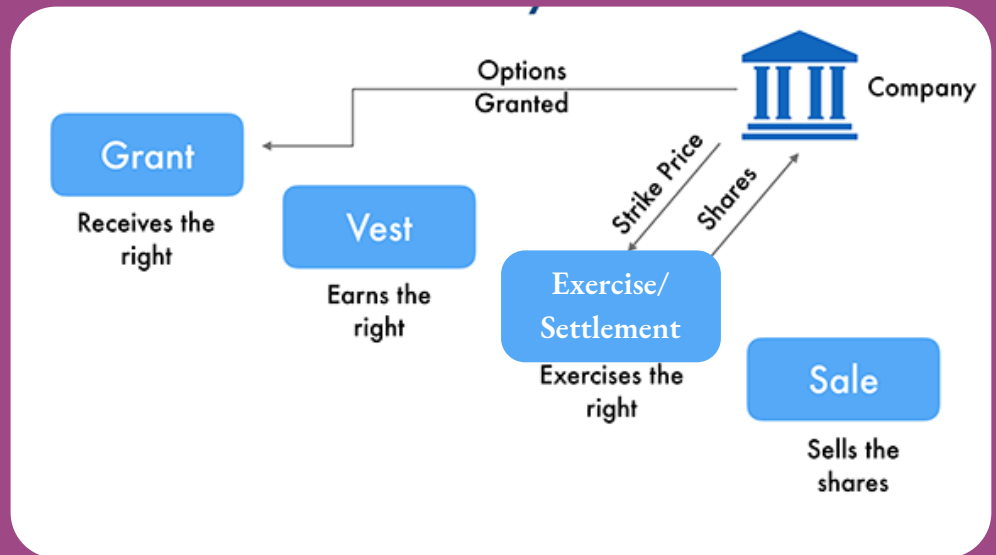 Options
Granted
Company
Grant
Receives the
right
Vest
Earns the
right
Strike Price
Shares
Exercise/
Settlement
Exercises the
right
Sale
Sells the
shares